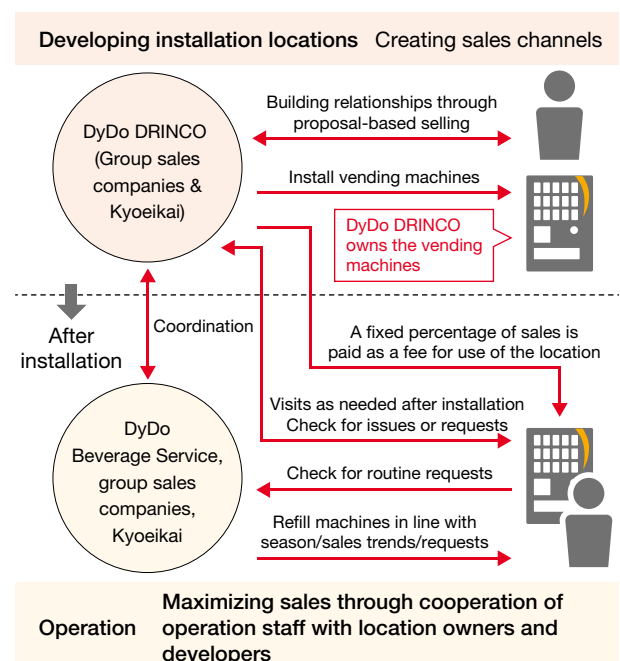 Developing installation locations Creating sales channels
DyDo DRINCO
(Group sales
companies &
Kyoeikai)
Building relationships through
proposal-based selling
Install vending machines
DyDo DRINCO
owns the vending
machines
After
installation
Coordination
A fixed percentage of sales is
paid as a fee for use of the location
Visits as needed after installation
Check for issues or requests
DyDo
Beverage Service,
group sales
companies,
Kyoeikai
Check for routine requests
Refill machines in line with
season/sales trends/requests
Operation
Maximizing sales through cooperation of
operation staff with location owners and
developers